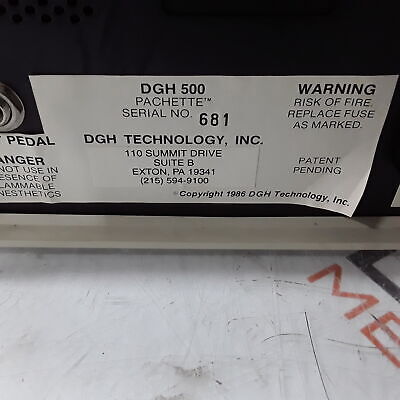 DGH 500
PACHETTE™
SERIAL NO. 681
DGH TECHNOLOGY, INC.
110 SUMMIT DRIVE
SUITE B
EXTON, PA 19341
(215) 594-9100
©Copyright 1986 DGH Technology, Inc.
WARNING
RISK OF FIRE.
REPLACE FUSE
AS MARKED.
PATENT
PENDING
PEDAL
ANGER
NOT USE IN
ESENCE OF
LAMMABLE
NESTHETICS
ME